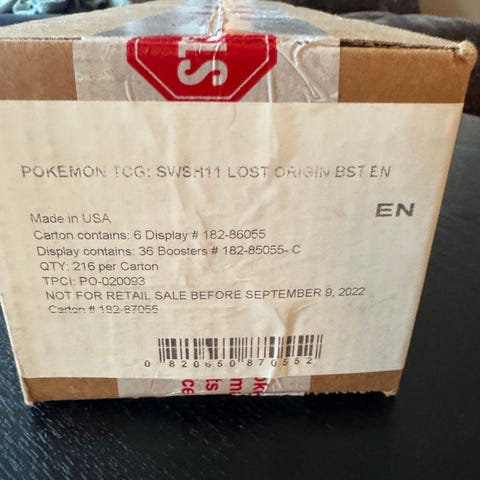 POKEMON TCG: SWSH11 LOST ORIGIN BST EN
EN
Made in USA
Carton contains: 6 Display # 182-86055
Display contains: 36 Boosters # 182-85055- C
QTY: 216 per Carton
TPCI: PO-020093
NOT FOR RETAIL SALE BEFORE SEPTEMBER 9, 2022
Carton # 182-87055
0 820650 870552